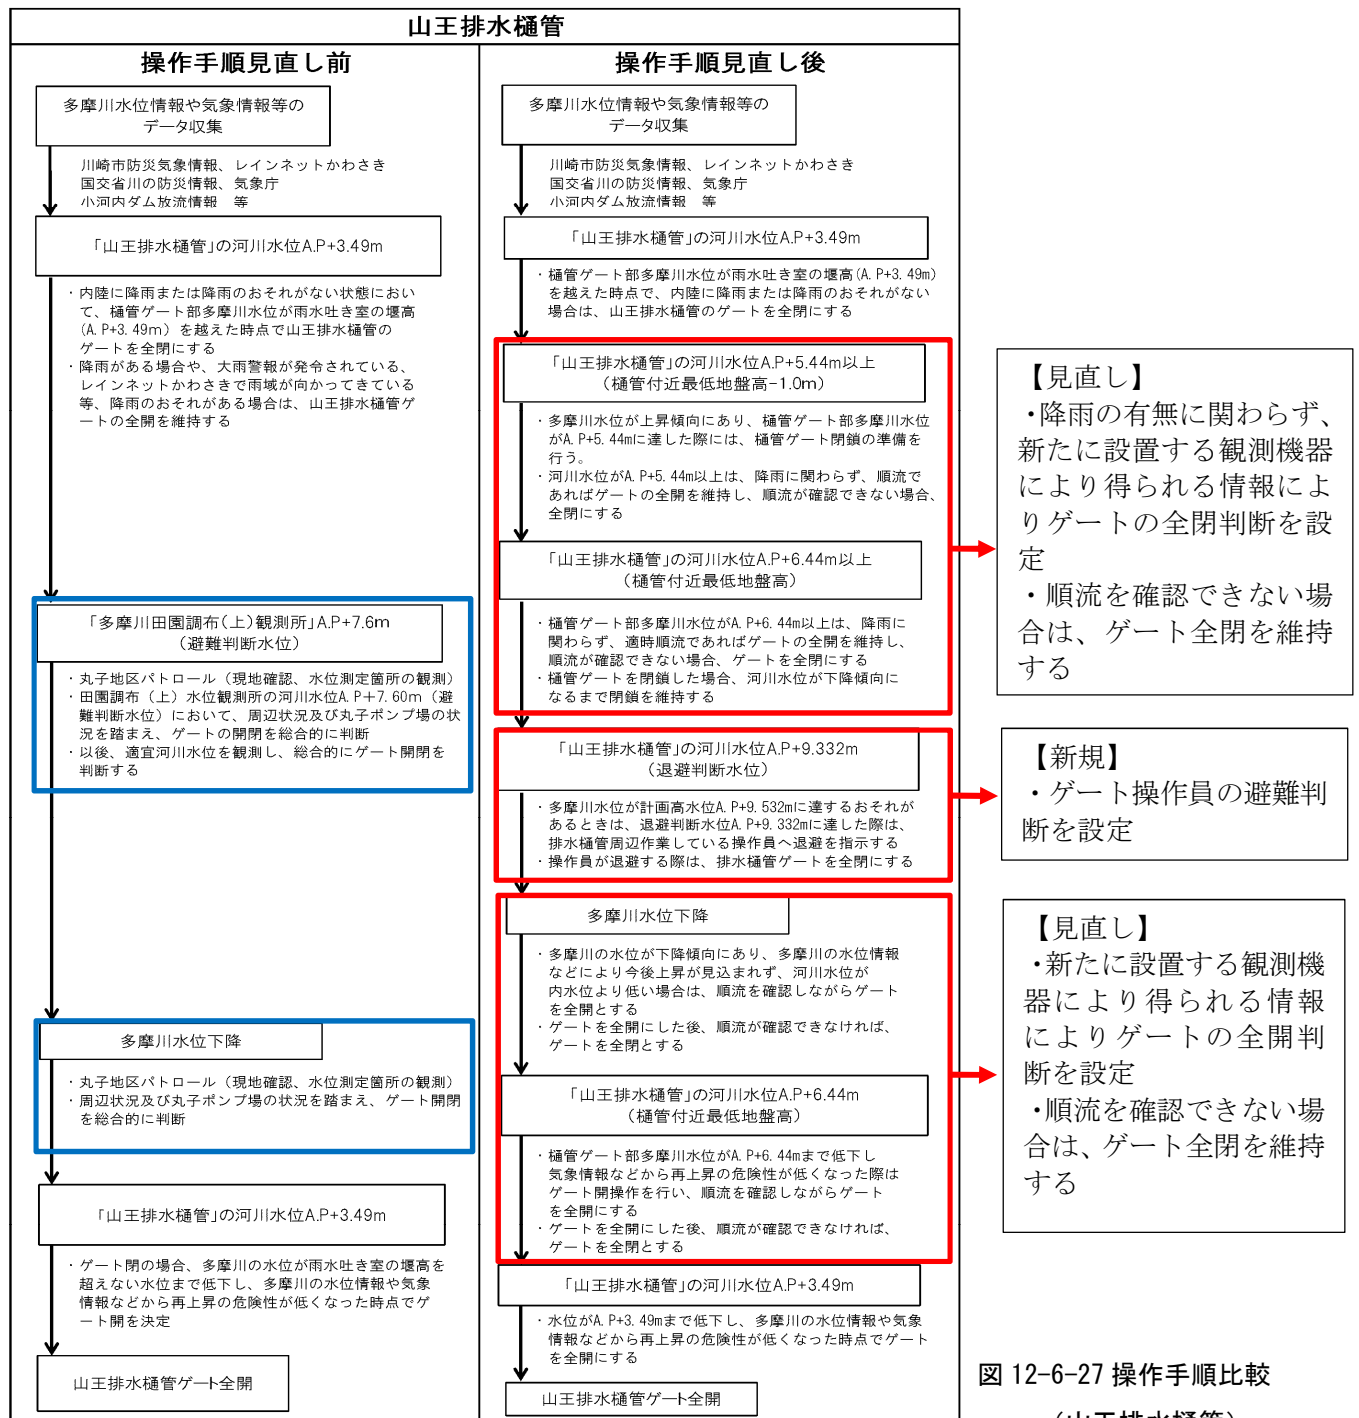 山王排水樋管
操作手順見直し前
多摩川水位情報や気象情報等の
データ収集
川崎市防災気象情報、レインネットかわさき
国交省川の防災情報、気象庁
小河内ダム放流情報　等
「山王排水樋管」の河川水位A.P+3.49m
・内陸に降雨または降雨のおそれがない状態におい
て、樋管ゲート部多摩川水位が雨水吐き室の堰高
(A.P+3.49m）を越えた時点で山王排水樋管の
ゲートを全閉にする
・降雨がある場合や、大雨警報が発令されている、
レインネットかわさきで雨域が向かってきている
等、降雨のおそれがある場合は、山王排水樋管ゲ
ートの全開を維持する
「多摩川田園調布(上)観測所」A.P+7.6m
(避難判断水位)
・丸子地区パトロール（現地確認、水位測定箇所の観測）
・田園調布（上）水位観測所の河川水位A.P+7.60m（避
難判断水位）において、周辺状況及び丸子ポンプ場の状
況を踏まえ、ゲートの開閉を総合的に判断
・以後、適宜河川水位を観測し、総合的にゲート開閉を
判断する
多摩川水位下降
・丸子地区パトロール（現地確認、水位測定箇所の観測）
・周辺状況及び丸子ポンプ場の状況を踏まえ、ゲート開閉
を総合的に判断
「山王排水樋管」の河川水位A.P+3.49m
・ゲート閉の場合、多摩川の水位が雨水吐き室の堰高を
超えない水位まで低下し、多摩川の水位情報や気象
情報などから再上昇の危険性が低くなった時点でゲ
ート開を決定
山王排水樋管ゲート全開
操作手順見直し後
多摩川水位情報や気象情報等の
データ収集
川崎市防災気象情報、レインネットかわさき
国交省川の防災情報、気象庁
小河内ダム放流情報　等
「山王排水樋管」の河川水位A.P+3.49m
・樋管ゲート部多摩川水位が雨水吐き室の堰高(A.P+3.49m)
を越えた時点で、内陸に降雨または降雨のおそれがない
場合は、山王排水樋管のゲートを全閉にする
「山王排水樋管」の河川水位A.P+5.44m以上
(樋管付近最低地盤高-1.0m)
・多摩川水位が上昇傾向にあり、樋管ゲート部多摩川水位
がA.P+5.44mに達した際には、樋管ゲート閉鎖の準備を
行う。
・河川水位がA.P+5.44m以上は、降雨に関わらず、順流で
あればゲートの全開を維持し、順流が確認できない場合、
全閉にする
「山王排水樋管」の河川水位A.P+6.44m以上
(樋管付近最低地盤高)
・樋管ゲート部多摩川水位がA.P+6.44m以上は、降雨に
関わらず、適時順流であればゲートの全開を維持し、
順流が確認できない場合、ゲートを全閉にする
・樋管ゲートを閉鎖した場合、河川水位が下降傾向に
なるまで閉鎖を維持する
「山王排水樋管」の河川水位A.P+9.332m
(退避判断水位)
・多摩川水位が計画高水位A.P+9.532mに達するおそれが
あるときは、退避判断水位A.P+9.332mに達した際は、
排水樋管周辺作業している操作員へ退避を指示する
・操作員が退避する際は、排水樋管ゲートを全閉にする
多摩川水位下降
・多摩川の水位が下降傾向にあり、多摩川の水位情報
などにより今後上昇が見込まれず、河川水位が
内水位より低い場合は、順流を確認しながらゲート
を全開とする
・ゲートを全開にした後、順流が確認できなければ、
ゲートを全閉とする
「山王排水樋管」の河川水位A.P+6.44m
(樋管付近最低地盤高)
・樋管ゲート部多摩川水位がA.P+6.44mまで低下し
気象情報などから再上昇の危険性が低くなった際は
ゲート開操作を行い、順流を確認しながらゲート
を全開にする
・ゲートを全開にした後、順流が確認できなければ、
ゲートを全閉とする
「山王排水樋管」の河川水位A.P+3.49m
・水位がA.P+3.49mまで低下し、多摩川の水位情報や気象
情報などから再上昇の危険性が低くなった時点でゲート
を全開にする
山王排水樋管ゲート全開
【見直し】
・降雨の有無に関わらず、
新たに設置する観測機器
により得られる情報によ
りゲートの全閉判断を設
定
・順流を確認できない場
合は、ゲート全閉を維持
する
【新規】
・ゲート操作員の避難判
断を設定
【見直し】
・新たに設置する観測機
器により得られる情報
によりゲートの全開判
断を設定
・順流を確認できない場
合は、ゲート全閉を維持
する
図 12-6-27 操作手順比較
(山王排水樋管)